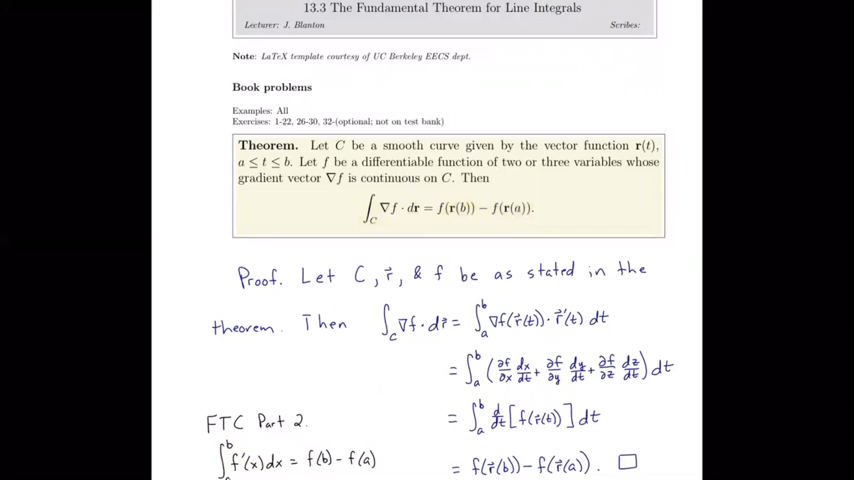 13.3 The Fundamental Theorem for Line Integrals
Lecturer: J. Blanton Scribes:
Note: LaTeX template courtesy of UC Berkeley EECS dept.
Book problems
Examples: All
Exercises: 1-22, 26-30, 32-(optional; not on test bank)
Theorem. Let C be a smooth curve given by the vector function r(t),
a ≤ t ≤ b. Let f be a differentiable function of two or three variables whose
gradient vector ∇f is continuous on C. Then
∫_C ∇f · dr = f(r(b)) − f(r(a)).
Proof. Let C, r⃗, & f be as stated in the
theorem. Then ∫_C ∇f · dr⃗ = ∫_a^b ∇f(r⃗(t)) · r⃗'(t) dt
= ∫_a^b (∂f/∂x dx/dt + ∂f/∂y dy/dt + ∂f/∂z dz/dt) dt
FTC Part 2.
= ∫_a^b d/dt [f(r⃗(t))] dt
∫_a^b f'(x)dx = f(b) − f(a)
= f(r⃗(b)) − f(r⃗(a)). □